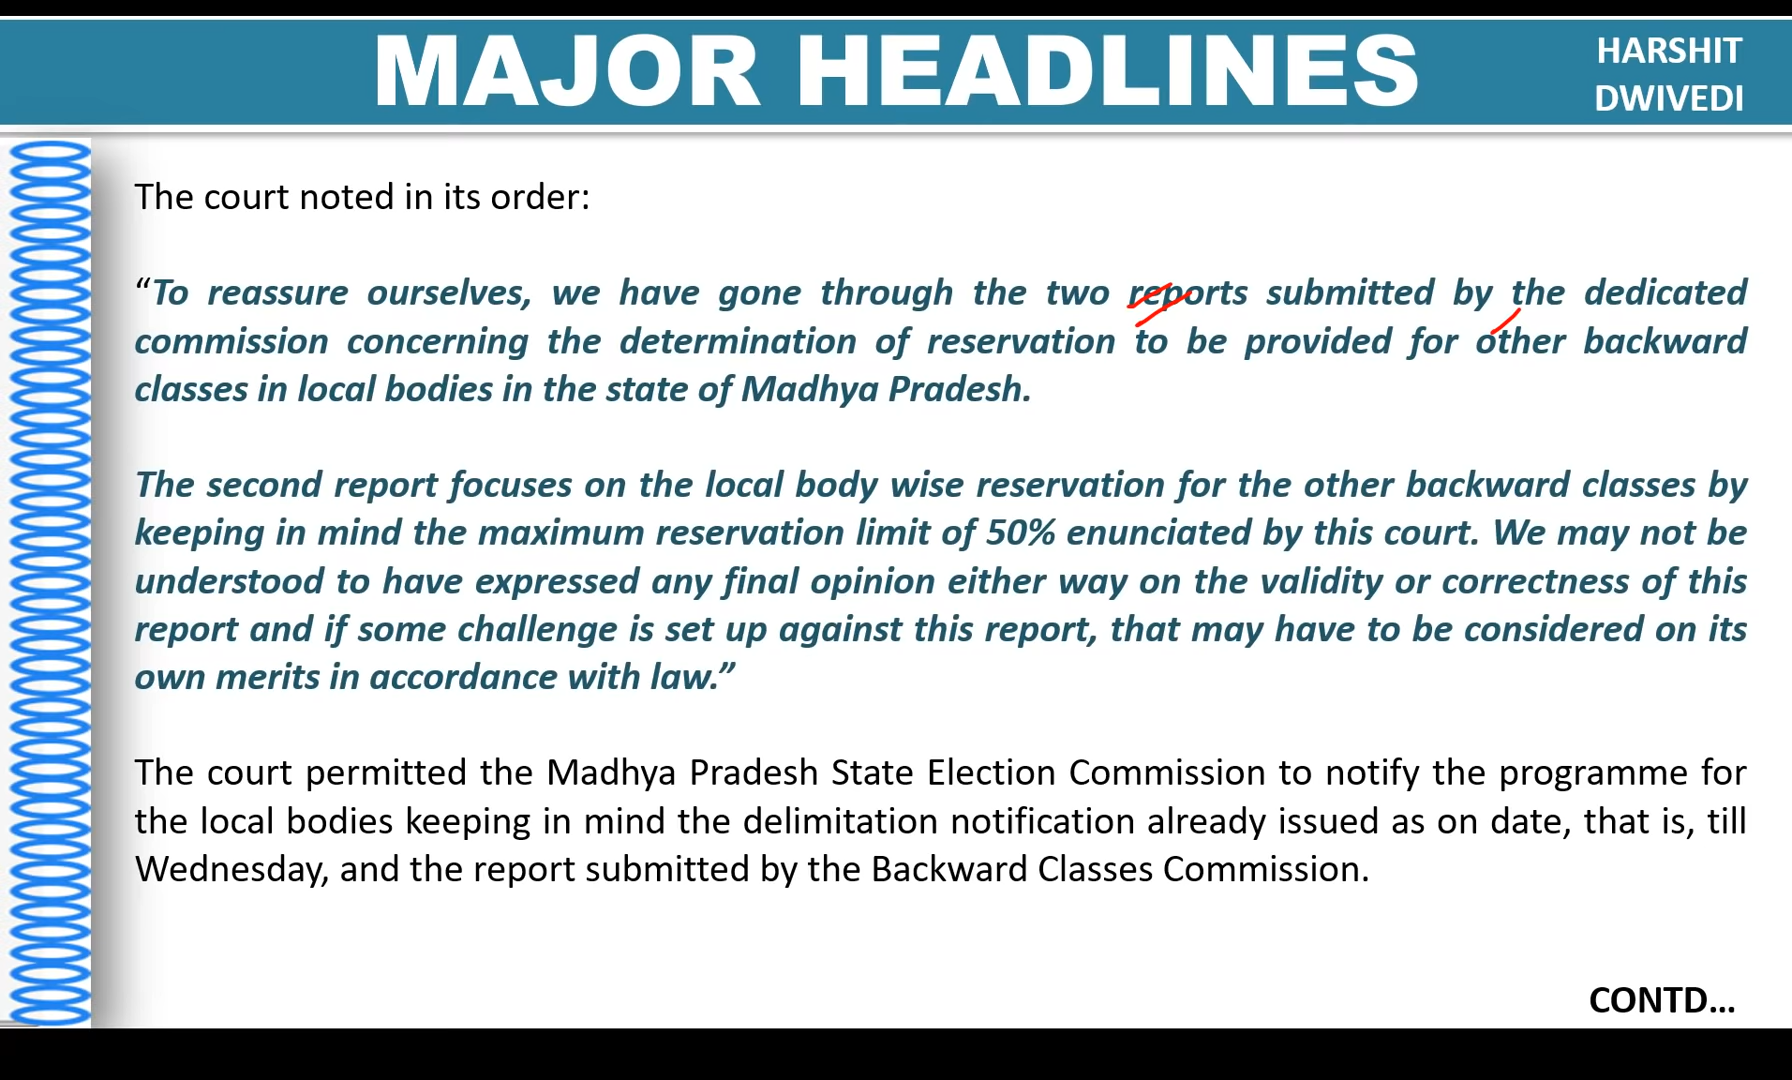 MAJOR HEADLINES
HARSHIT
DWIVEDI
The court noted in its order:
“To reassure ourselves, we have gone through the two reports submitted by the dedicated
commission concerning the determination of reservation to be provided for other backward
classes in local bodies in the state of Madhya Pradesh.
The second report focuses on the local body wise reservation for the other backward classes by
keeping in mind the maximum reservation limit of 50% enunciated by this court. We may not be
understood to have expressed any final opinion either way on the validity or correctness of this
report and if some challenge is set up against this report, that may have to be considered on its
own merits in accordance with law.”
The court permitted the Madhya Pradesh State Election Commission to notify the programme for
the local bodies keeping in mind the delimitation notification already issued as on date, that is, till
Wednesday, and the report submitted by the Backward Classes Commission.
CONTD...